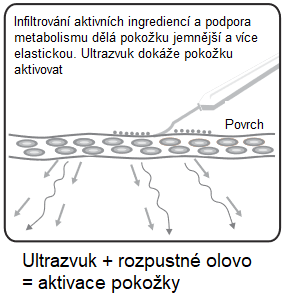 Infiltrování aktivních ingrediencí a podpora
metabolismu dělá pokožku jemnější a více
elastickou. Ultrazvuk dokáže pokožku
aktivovat
Povrch
Ultrazvuk + rozpustné olovo
= aktivace pokožky